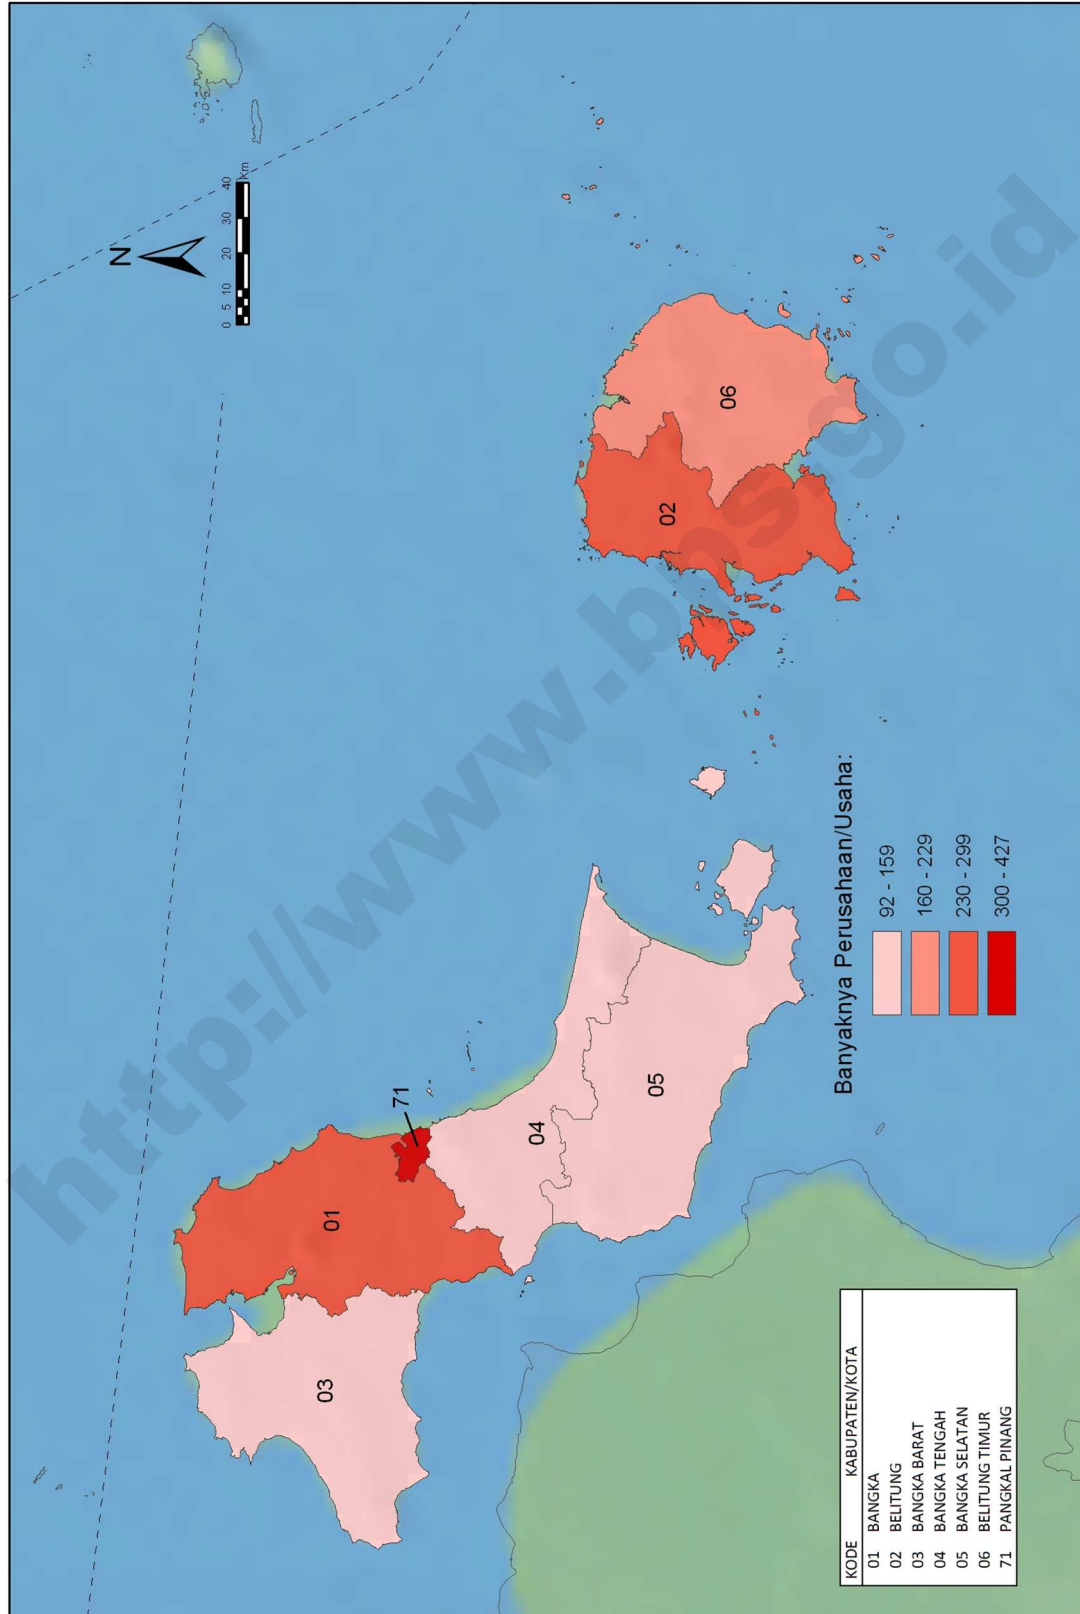 N
0 5 10 20 30 40
Km
01
71
03
04
05
02
06
Banyaknya Perusahaan/Usaha:
92 - 159
160 - 229
230 - 299
300 - 427
KODE KABUPATEN/KOTA
01 BANGKA
02 BELITUNG
03 BANGKA BARAT
04 BANGKA TENGAH
05 BANGKA SELATAN
06 BELITUNG TIMUR
71 PANGKAL PINANG
http://www.bps.go.id